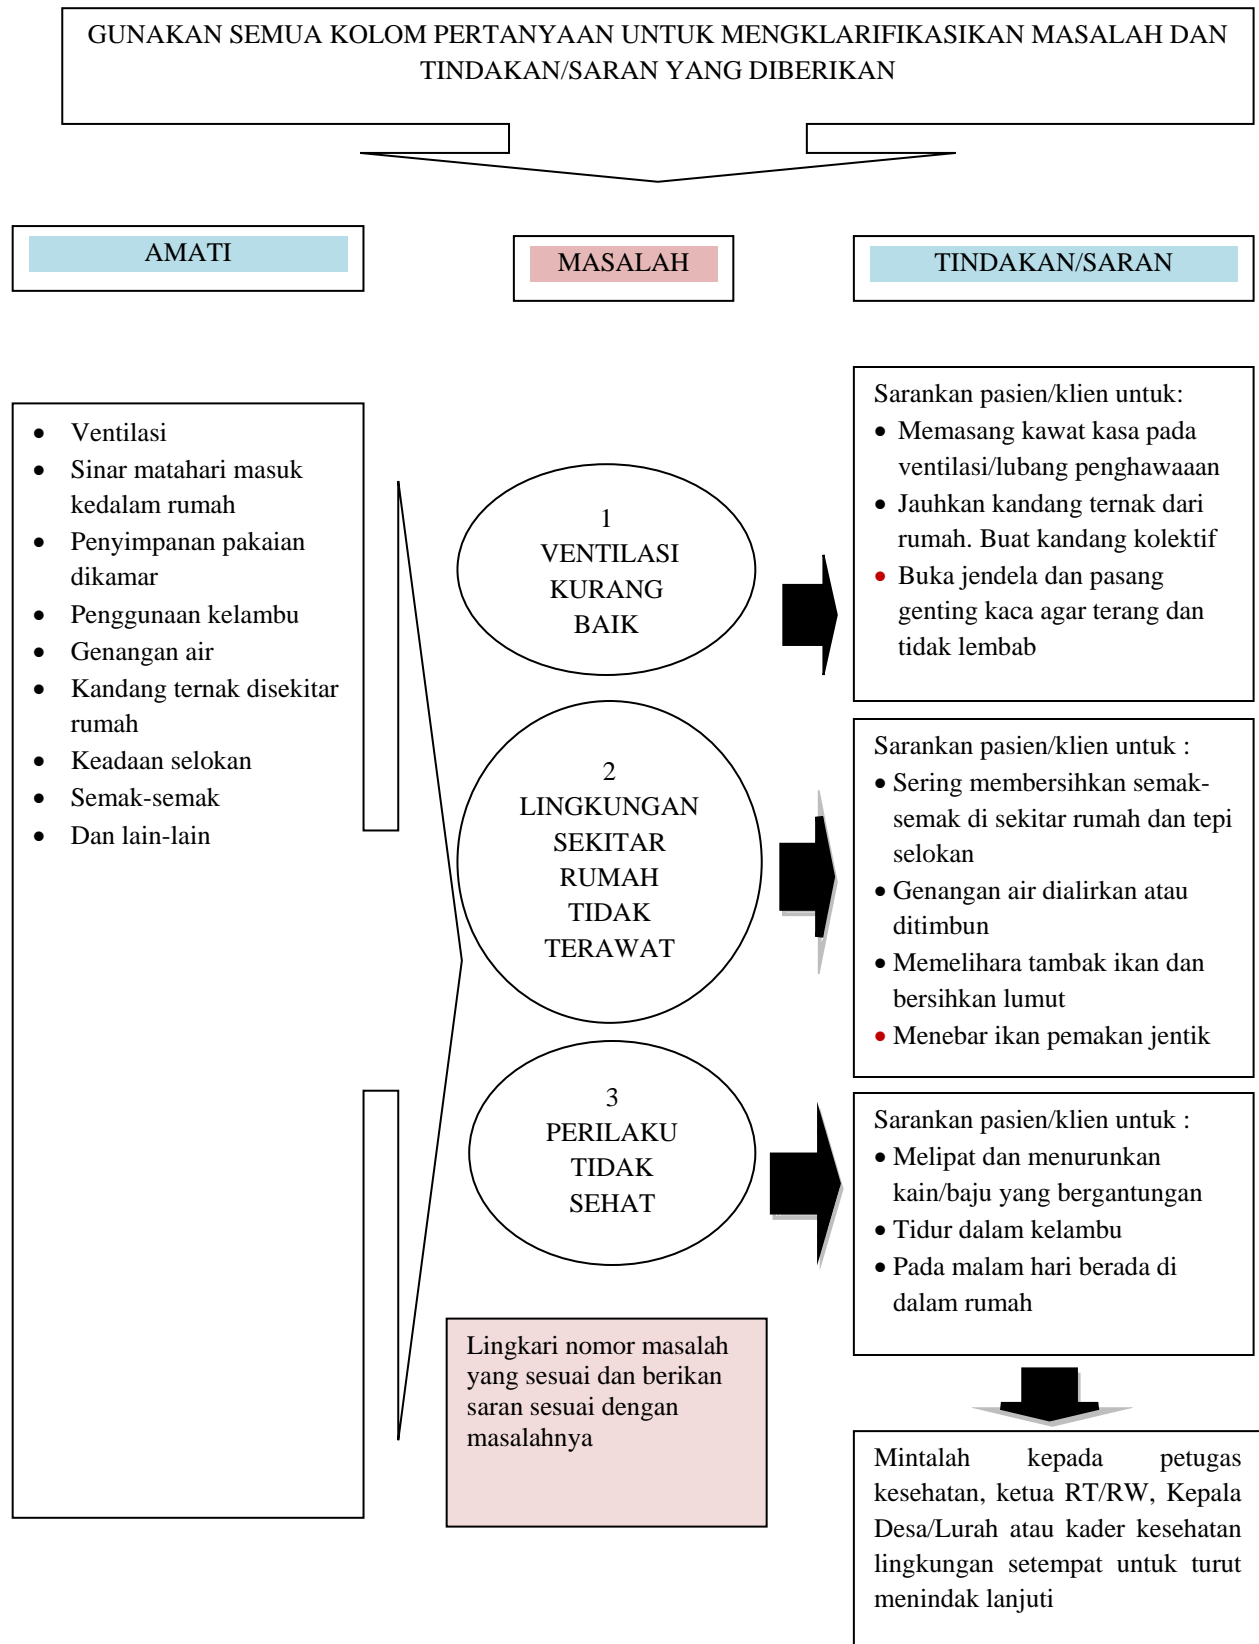 GUNAKAN SEMUA KOLOM PERTANYAAN UNTUK MENGKLARIFIKASIKAN MASALAH DAN
TINDAKAN/SARAN YANG DIBERIKAN
AMATI
MASALAH
TINDAKAN/SARAN
• Ventilasi
• Sinar matahari masuk
kedalam rumah
• Penyimpanan pakaian
dikamar
• Penggunaan kelambu
• Genangan air
• Kandang ternak disekitar
rumah
• Keadaan selokan
• Semak-semak
• Dan lain-lain
1
VENTILASI
KURANG
BAIK
Sarankan pasien/klien untuk:
• Memasang kawat kasa pada
ventilasi/lubang penghawaaan
• Jauhkan kandang ternak dari
rumah. Buat kandang kolektif
• Buka jendela dan pasang
genting kaca agar terang dan
tidak lembab
2
LINGKUNGAN
SEKITAR
RUMAH
TIDAK
TERAWAT
Sarankan pasien/klien untuk :
• Sering membersihkan semak-
semak di sekitar rumah dan tepi
selokan
• Genangan air dialirkan atau
ditimbun
• Memelihara tambak ikan dan
bersihkan lumut
• Menebar ikan pemakan jentik
3
PERILAKU
TIDAK
SEHAT
Sarankan pasien/klien untuk :
• Melipat dan menurunkan
kain/baju yang bergantungan
• Tidur dalam kelambu
• Pada malam hari berada di
dalam rumah
Lingkari nomor masalah
yang sesuai dan berikan
saran sesuai dengan
masalahnya
Mintalah kepada petugas
kesehatan, ketua RT/RW, Kepala
Desa/Lurah atau kader kesehatan
lingkungan setempat untuk turut
menindak lanjuti